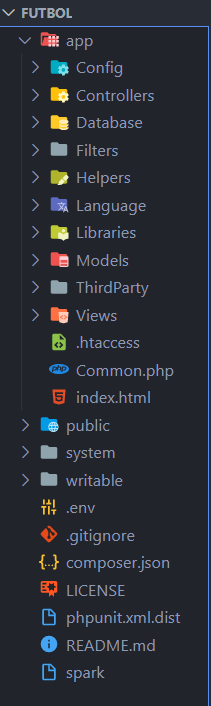 FUTBOL
app
Config
Controllers
Database
Filters
Helpers
Language
Libraries
Models
ThirdParty
Views
.htaccess
Common.php
index.html
public
system
writable
.env
.gitignore
composer.json
LICENSE
phpunit.xml.dist
README.md
spark